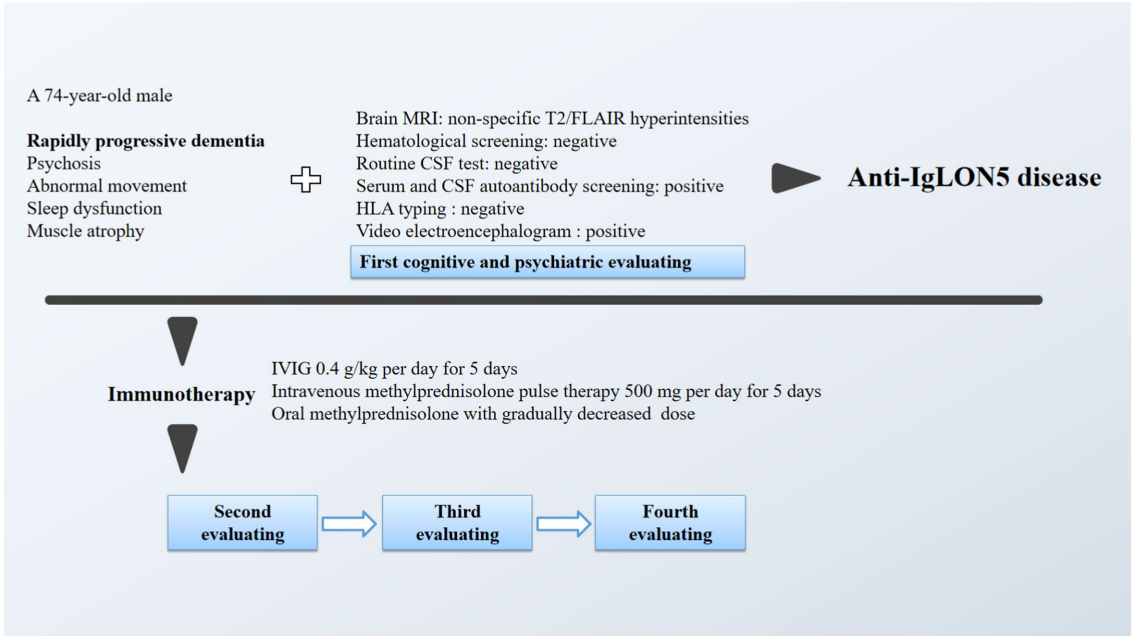 A 74-year-old male
Rapidly progressive dementia
Psychosis
Abnormal movement
Sleep dysfunction
Muscle atrophy
Brain MRI: non-specific T2/FLAIR hyperintensities
Hematological screening: negative
Routine CSF test: negative
Serum and CSF autoantibody screening: positive
HLA typing : negative
Video electroencephalogram : positive
First cognitive and psychiatric evaluating
Anti-IgLON5 disease
Immunotherapy
IVIG 0.4 g/kg per day for 5 days
Intravenous methylprednisolone pulse therapy 500 mg per day for 5 days
Oral methylprednisolone with gradually decreased dose
Second
evaluating
Third
evaluating
Fourth
evaluating